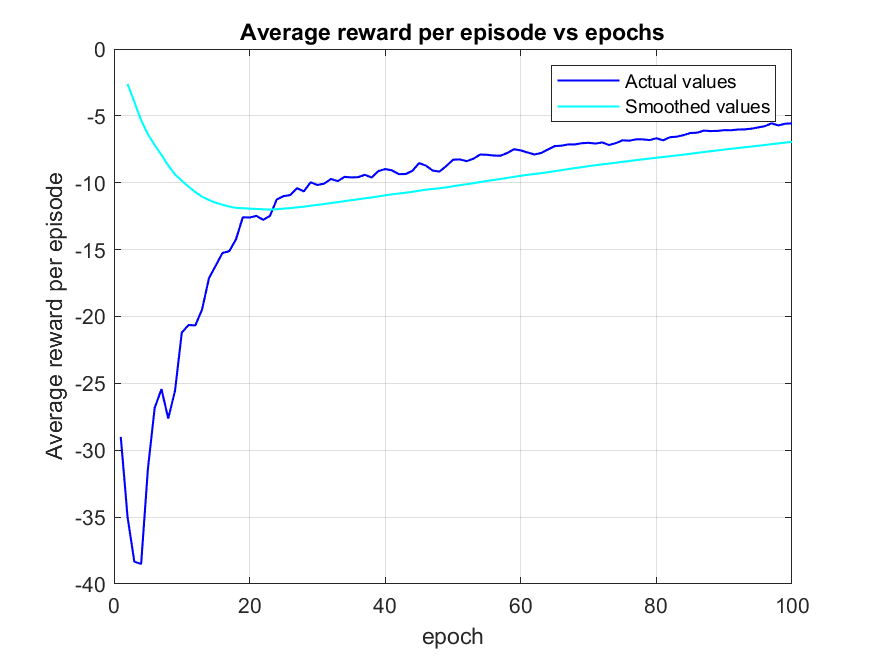 Average reward per episode vs epochs
Actual values
Smoothed values
Average reward per episode
0
-5
-10
-15
-20
-25
-30
-35
-40
0 20 40 60 80 100
epoch